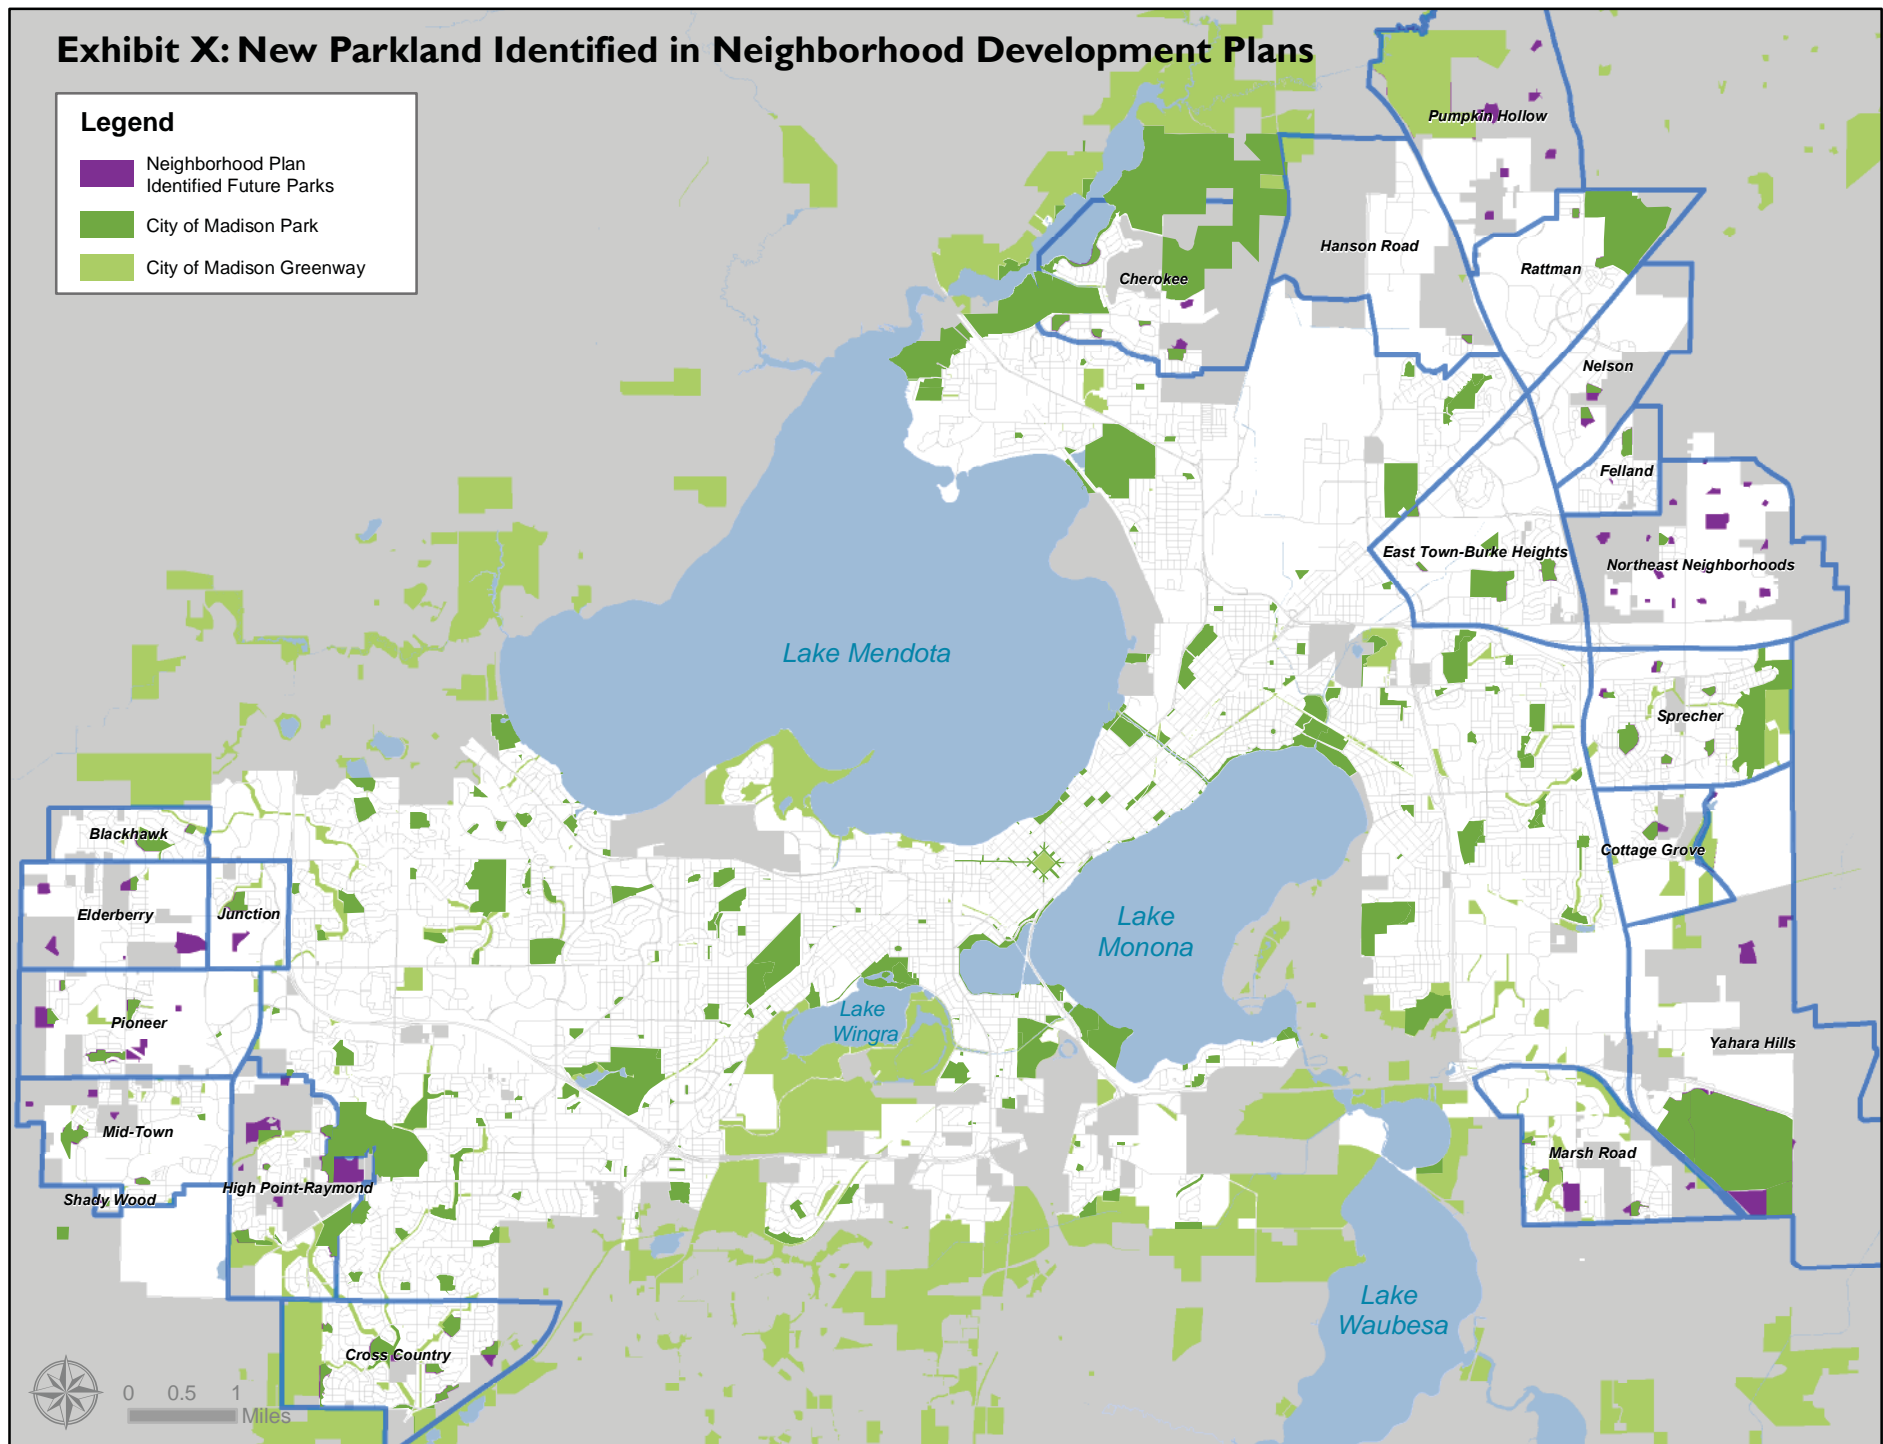 Exhibit X: New Parkland Identified in Neighborhood Development Plans
Legend
Neighborhood Plan
Identified Future Parks
City of Madison Park
City of Madison Greenway
Pumpkin Hollow
Hanson Road
Rattman
Cherokee
Nelson
Felland
East Town-Burke Heights
Northeast Neighborhoods
Lake Mendota
Sprecher
Blackhawk
Cottage Grove
Elderberry
Junction
Lake
Monona
Lake
Wingra
Pioneer
Yahara Hills
Mid-Town
Marsh Road
High Point-Raymond
Shady Wood
Lake
Waubesa
Cross Country
0 0.5 1
Miles